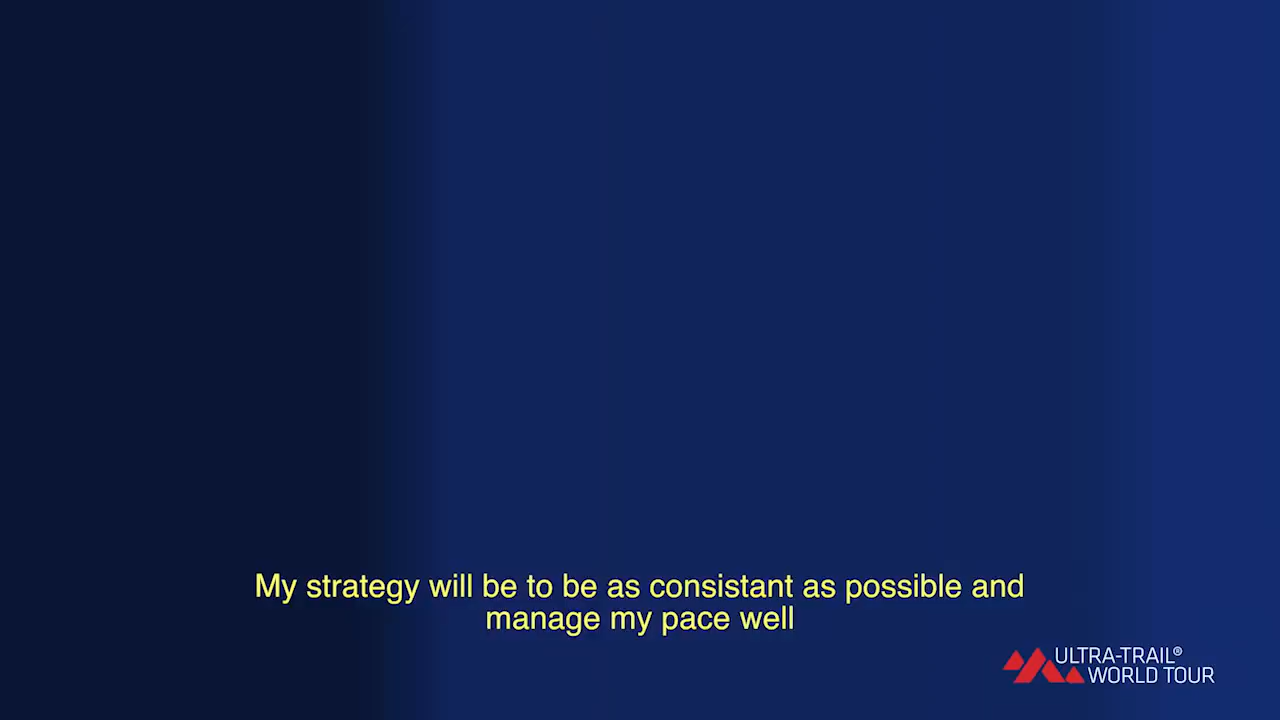 My strategy will be to be as consistant as possible and
manage my pace well
ULTRA-TRAIL®
WORLD TOUR